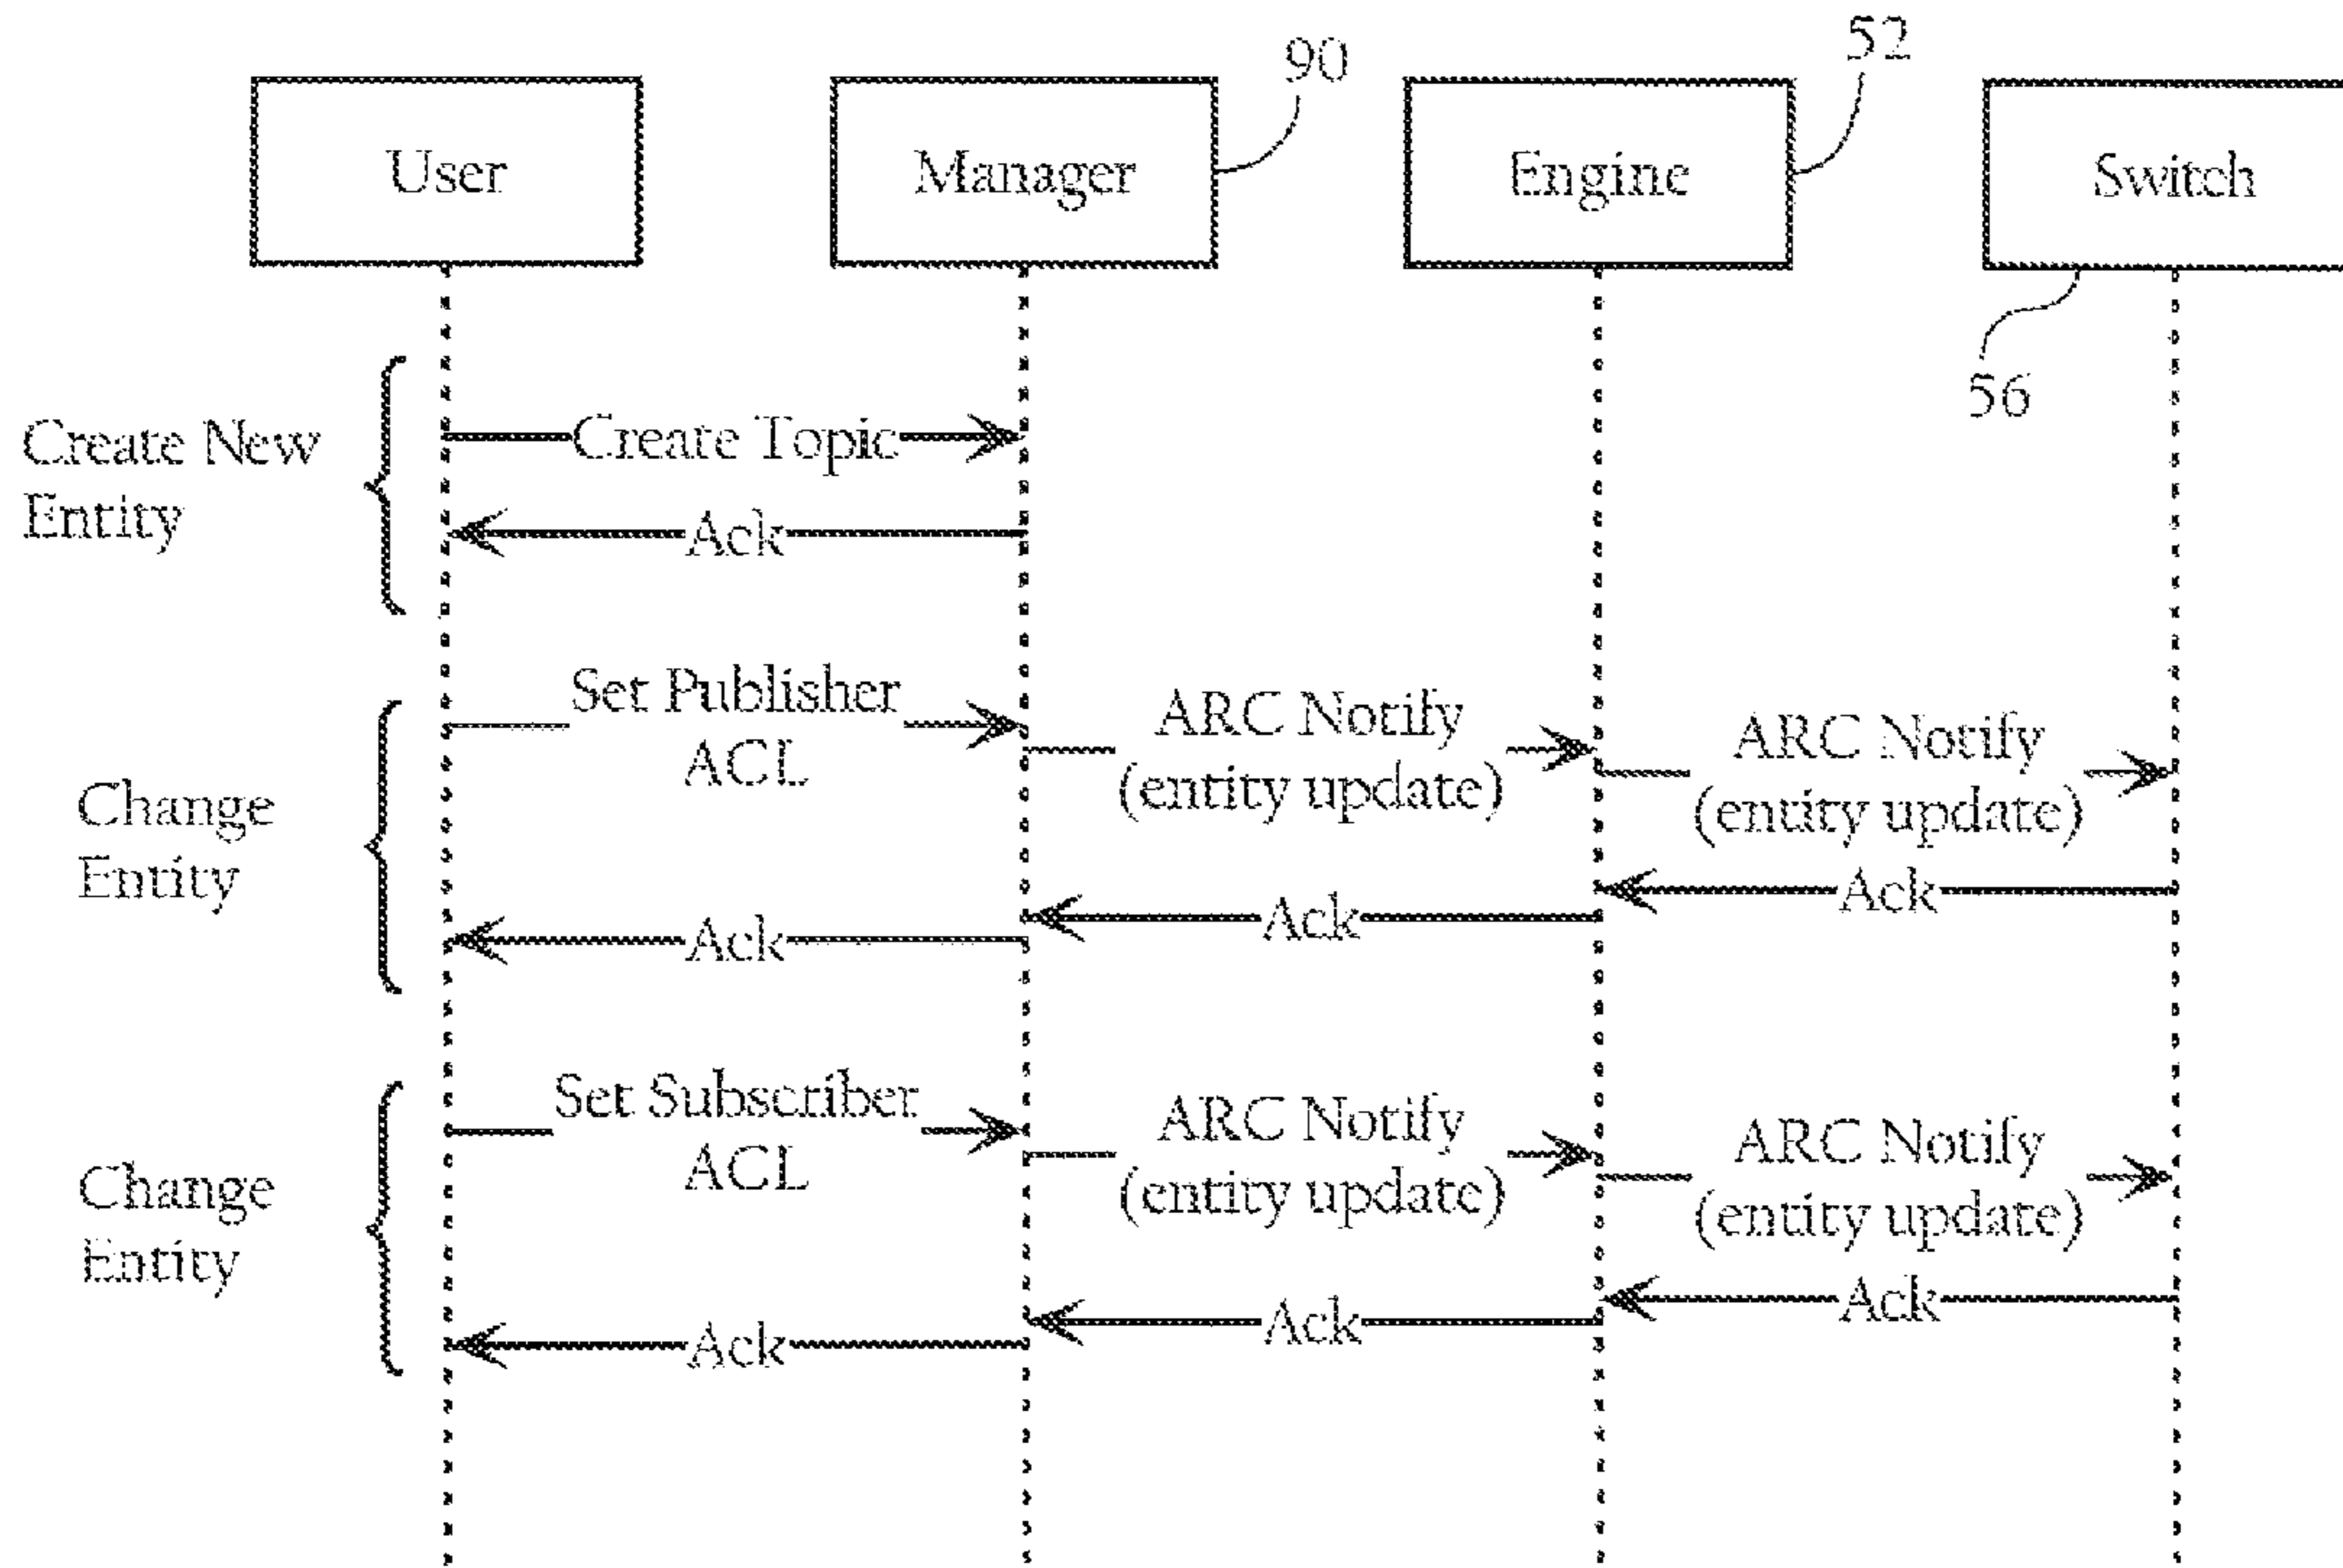 90
52
User
Manager
Engine
Switch
56
Create New
Entity
Create Topic
Ack
Change
Entity
Set Publisher
ACL
ARC Notify
(entity update)
ARC Notify
(entity update)
Ack
Ack
Ack
Change
Entity
Set Subscriber
ACL
ARC Notify
(entity update)
ARC Notify
(entity update)
Ack
Ack
Ack